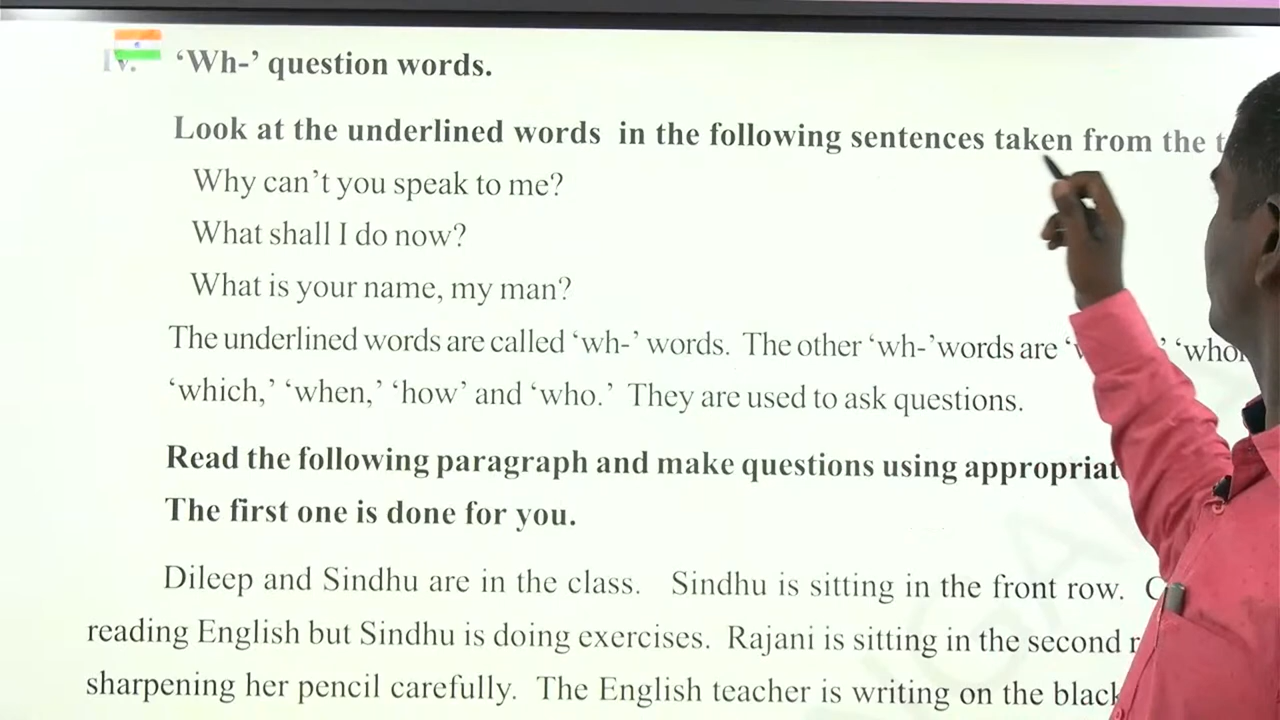 IV. ‘Wh-’ question words.
Look at the underlined words in the following sentences taken from the
Why can’t you speak to me?
What shall I do now?
What is your name, my man?
The underlined words are called ‘wh-’ words. The other ‘wh-’words are
‘which,’ ‘when,’ ‘how’ and ‘who.’ They are used to ask questions.
Read the following paragraph and make questions using
The first one is done for you.
Dileep and Sindhu are in the class. Sindhu is sitting in the front row.
reading English but Sindhu is doing exercises. Rajani is sitting in the second
sharpening her pencil carefully. The English teacher is writing on the